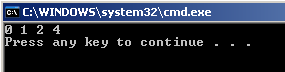 C:\WINDOWS\system32\cmd.exe
0 1 2 4
Press any key to continue . . .